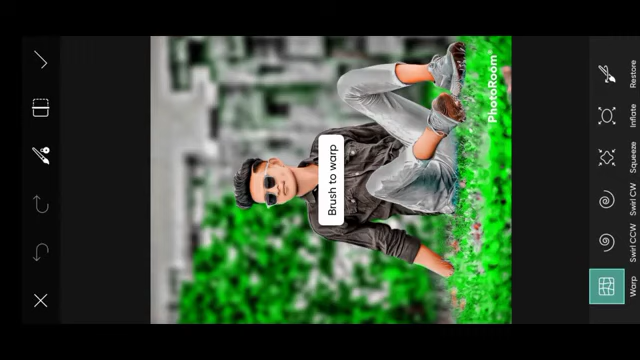 Brush to warp
PhotoRoom
Warp
Swirl CCW
Swirl CW
Squeeze
Inflate
Restore